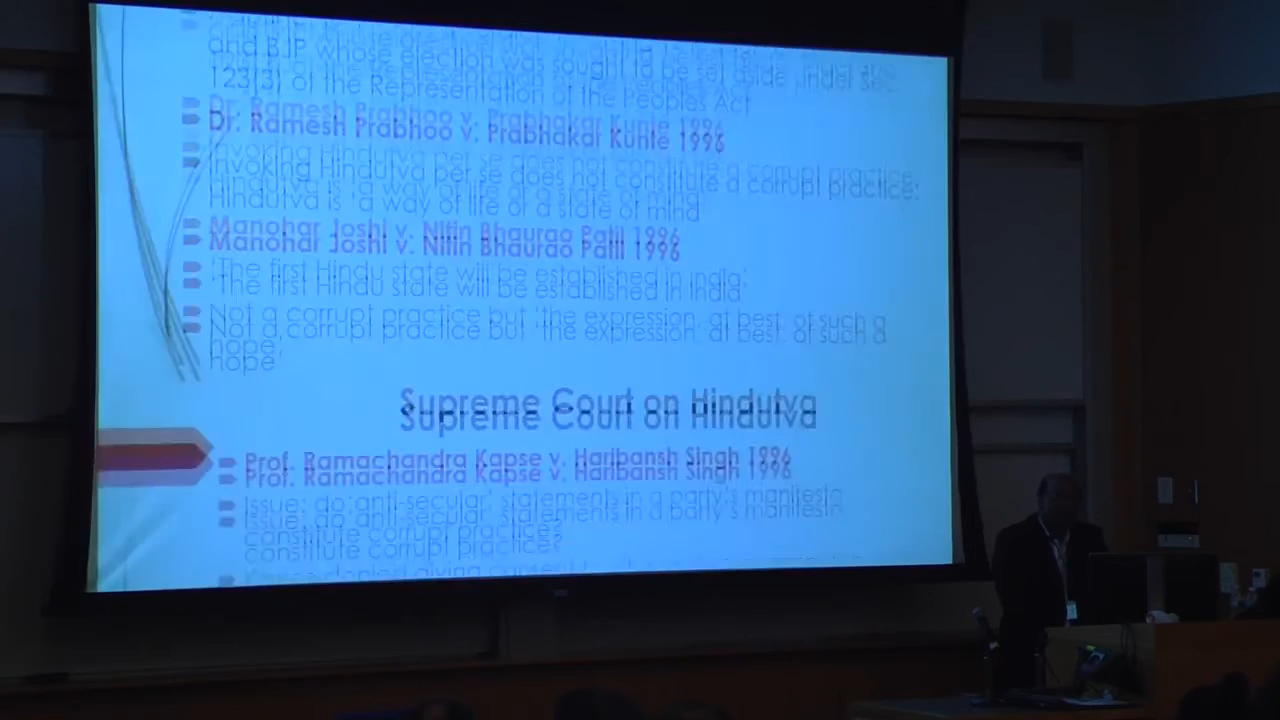 and BJP whose election was sought to be set aside under sec.
123(3) of the Representation of the Peoples Act
Dr. Ramesh Prabhoo v. Prabhakar Kunte 1996
Invoking Hindutva per se does not constitute a corrupt practice;
Hindutva is 'a way of life or a state of mind'
Manohar Joshi v. Nitin Bhaurao Patil 1996
'The first Hindu state will be established in India'
Not a corrupt practice but 'the expression, at best, of such a
hope'
Supreme Court on Hindutva
Prof. Ramachandra Kapse v. Haribansh Singh 1996
Issue: do 'anti-secular' statements in a party's manifesto
constitute corrupt practice?